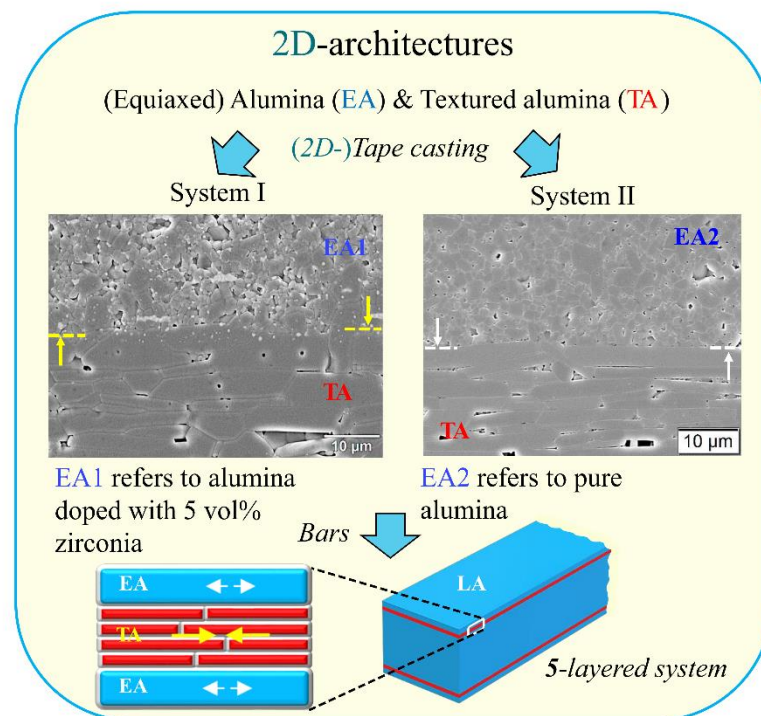 2D-architectures
(Equiaxed) Alumina (EA) & Textured alumina (TA)
(2D-)Tape casting
System I
System II
EA1
TA
10 μm
EA2
TA
10 μm
EA1 refers to alumina
doped with 5 vol%
zirconia
EA2 refers to pure
alumina
Bars
EA
TA
EA
LA
5-layered system